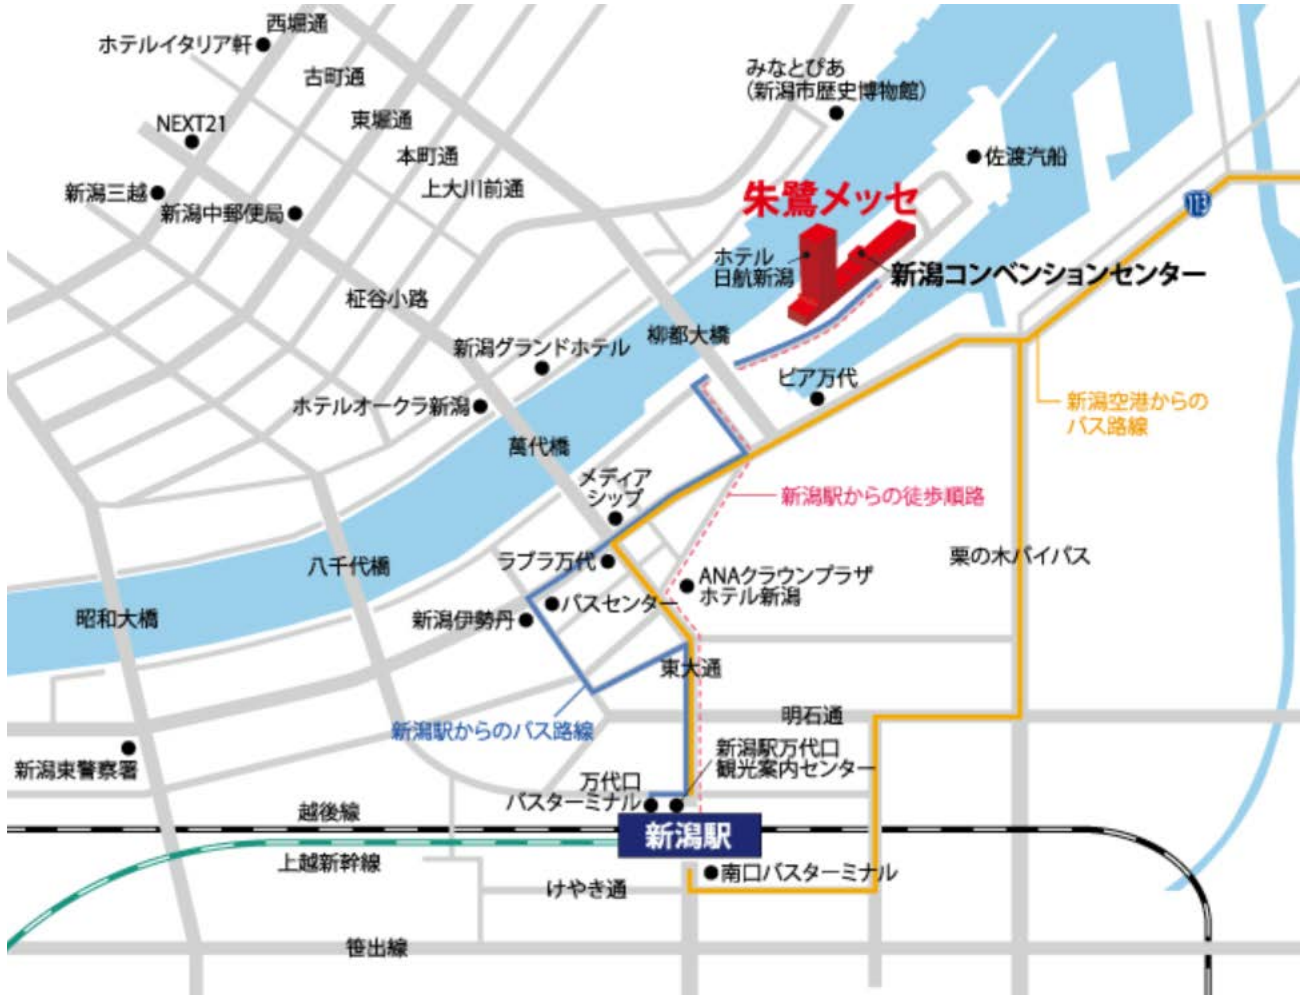 西堀通
ホテルイタリア軒
古町通
みなとぴあ
(新潟市歴史博物館)
NEXT21
東堀通
本町通
佐渡汽船
上大川前通
新潟三越
新潟中郵便局
朱鷺メッセ
113
ホテル
日航新潟
新潟コンベンションセンター
柾谷小路
柳都大橋
新潟グランドホテル
ピア万代
ホテルオークラ新潟
新潟空港からの
バス路線
萬代橋
メディア
シップ
新潟駅からの徒歩順路
八千代橋
ラブラ万代
栗の木バイパス
ANAクラウンプラザ
ホテル新潟
バスセンター
昭和大橋
新潟伊勢丹
東大通
明石通
新潟駅からのバス路線
新潟駅万代口
観光案内センター
新潟東警察署
万代口
バスターミナル
越後線
新潟駅
上越新幹線
南口バスターミナル
けやき通
笹出線